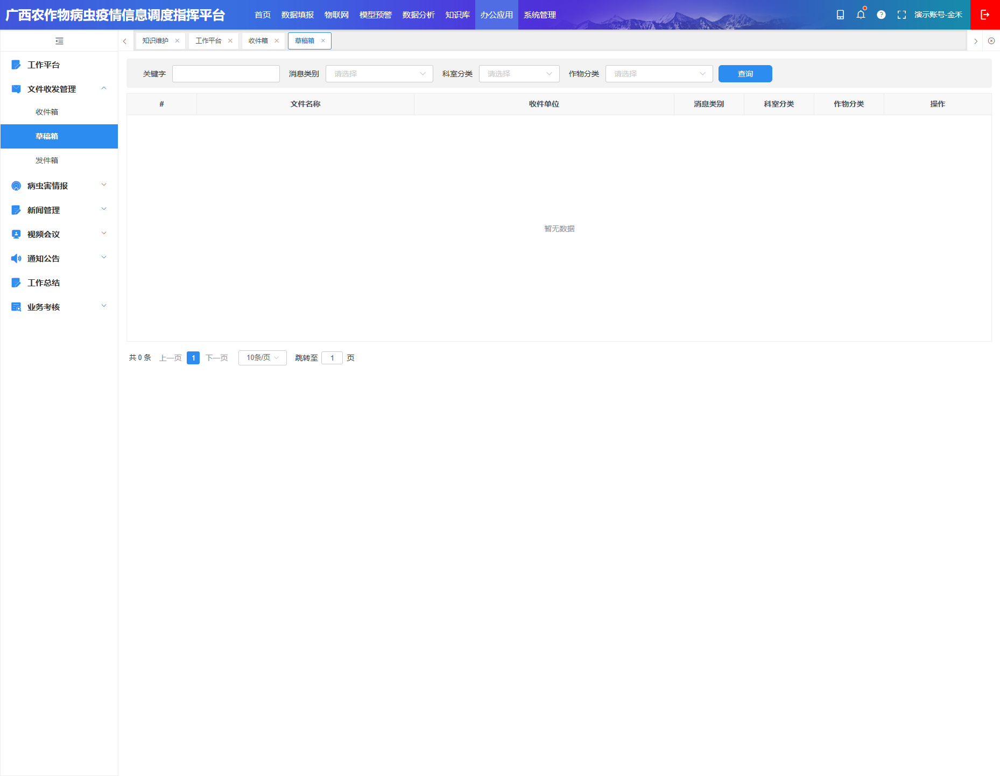 广西农作物病虫疫情信息调度指挥平台
首页 数据填报 物联网 模型预警 数据分析 知识库 办公应用 系统管理
演示账号-金禾
知识维护 工作平台 收件箱 草稿箱
工作平台
文件收发管理
收件箱
草稿箱
发件箱
病虫害情报
新闻管理
视频会议
通知公告
工作总结
业务考核
关键字 消息类别 请选择 科室分类 请选择 作物分类 请选择 查询
# 文件名称 收件单位 消息类别 科室分类 作物分类 操作
暂无数据
共 0 条 上一页 1 下一页 10条/页 跳转至 1 页